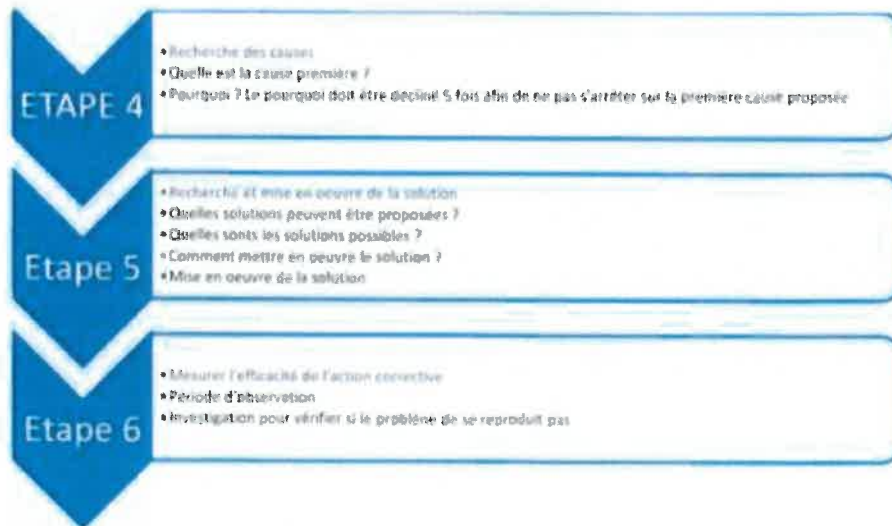 ETAPE 4
• Recherche des causes
• Quelle est la cause première ?
• Pourquoi ? Le pourquoi doit être décliné 5 fois afin de ne pas s'arrêter sur la première cause proposée
Etape 5
• Recherche et mise en oeuvre de la solution
• Quelles solutions peuvent être proposées ?
• Quelles sonts les solutions possibles ?
• Comment mettre en oeuvre le solution ?
• Mise en oeuvre de la solution
Etape 6
• Mesurer l'efficacité de l'action corrective
• Période d'observation
• Investigation pour vérifier si le problème de se reproduit pas